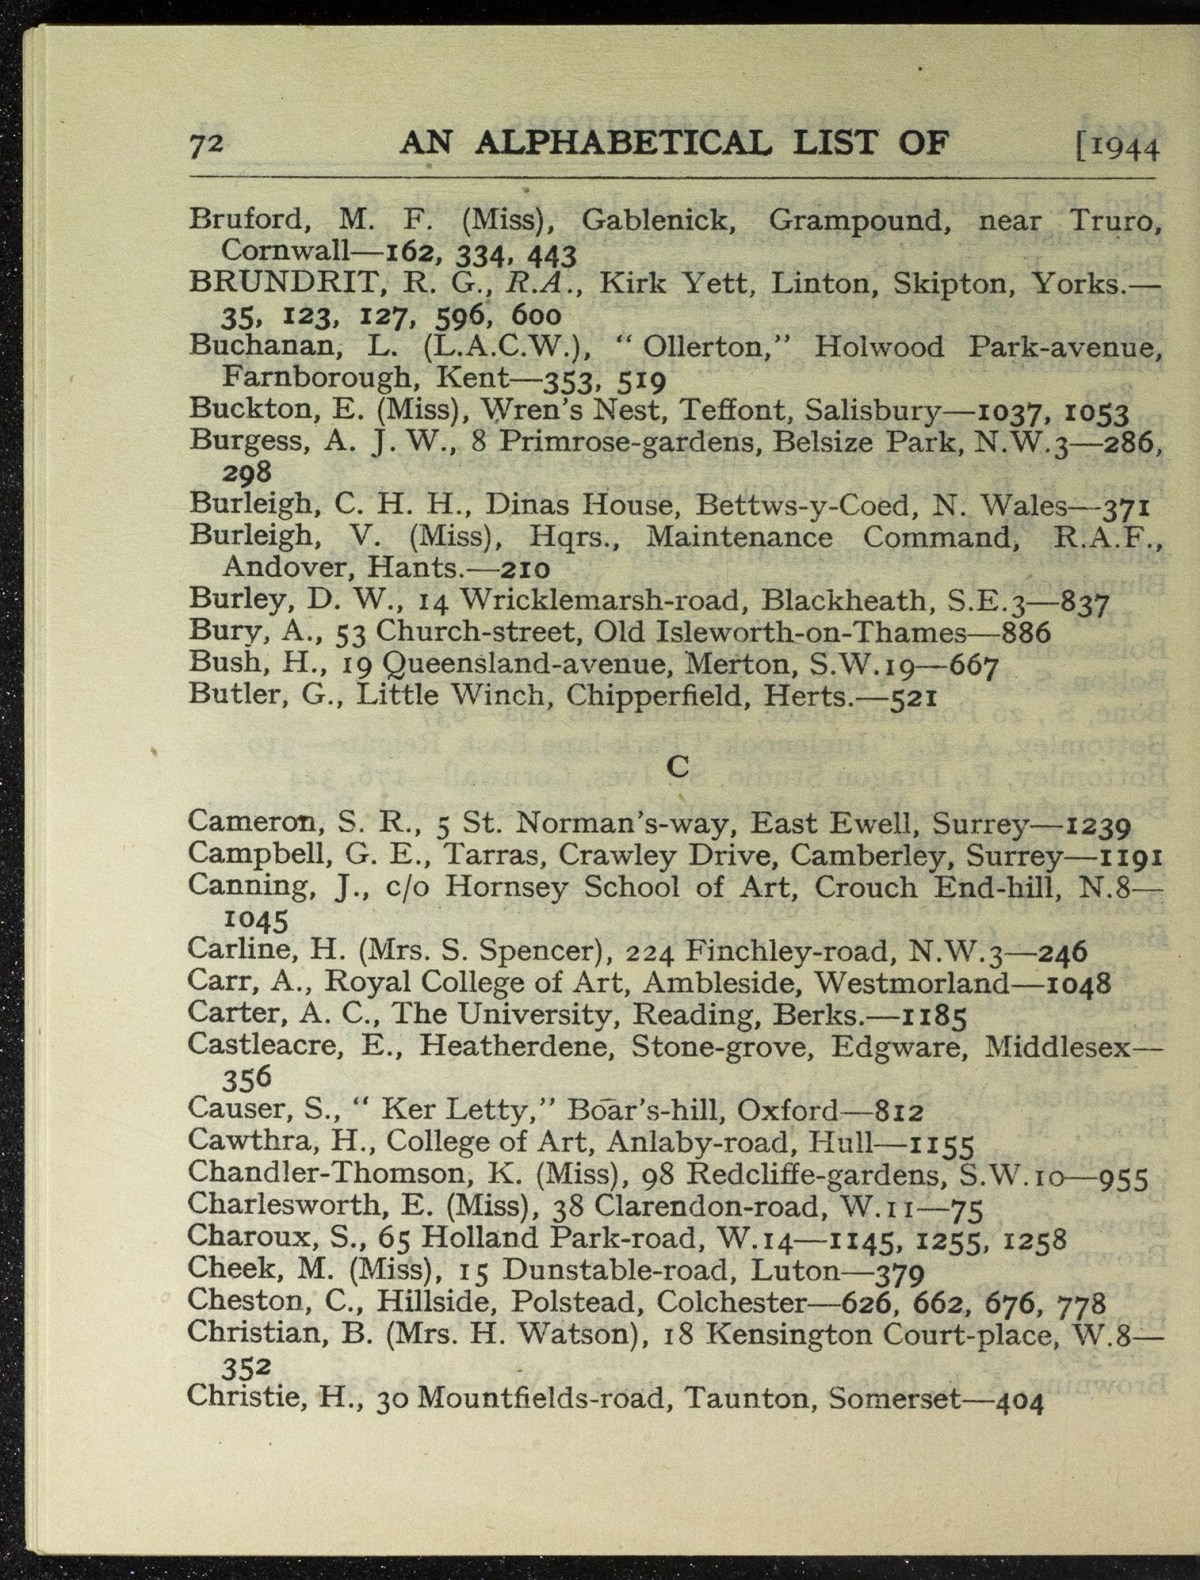 72 AN ALPHABETICAL LIST OF [1944
Bruford, M. F. (Miss), Gablenick, Grampound, near Truro,
Cornwall—162, 334, 443
BRUNDRIT, R. G., R.A., Kirk Yett, Linton, Skipton, Yorks.—
35, 123, 127, 596, 600
Buchanan, L. (L.A.C.W.), “ Ollerton,” Holwood Park-avenue,
Farnborough, Kent—353, 519
Buckton, E. (Miss), Wren’s Nest, Teffont, Salisbury—1037, 1053
Burgess, A. J. W., 8 Primrose-gardens, Belsize Park, N.W.3—286,
298
Burleigh, C. H. H., Dinas House, Bettws-y-Coed, N. Wales—371
Burleigh, V. (Miss), Hqrs., Maintenance Command, R.A.F.,
Andover, Hants.—210
Burley, D. W., 14 Wricklemarsh-road, Blackheath, S.E.3—837
Bury, A., 53 Church-street, Old Isleworth-on-Thames—886
Bush, H., 19 Queensland-avenue, Merton, S.W.19—667
Butler, G., Little Winch, Chipperfield, Herts.—521
C
Cameron, S. R., 5 St. Norman’s-way, East Ewell, Surrey—1239
Campbell, G. E., Tarras, Crawley Drive, Camberley, Surrey—1191
Canning, J., c/o Hornsey School of Art, Crouch End-hill, N.8—
1045
Carline, H. (Mrs. S. Spencer), 224 Finchley-road, N.W.3—246
Carr, A., Royal College of Art, Ambleside, Westmorland—1048
Carter, A. C., The University, Reading, Berks.—1185
Castleacre, E., Heatherdene, Stone-grove, Edgware, Middlesex—
356
Causer, S., “ Ker Letty,” Boar’s-hill, Oxford—812
Cawthra, H., College of Art, Anlaby-road, Hull—1155
Chandler-Thomson, K. (Miss), 98 Redcliffe-gardens, S.W.10—955
Charlesworth, E. (Miss), 38 Clarendon-road, W.11—75
Charoux, S., 65 Holland Park-road, W.14—1145, 1255, 1258
Cheek, M. (Miss), 15 Dunstable-road, Luton—379
Cheston, C., Hillside, Polstead, Colchester—626, 662, 676, 778
Christian, B. (Mrs. H. Watson), 18 Kensington Court-place, W.8—
352
Christie, H., 30 Mountfields-road, Taunton, Somerset—404